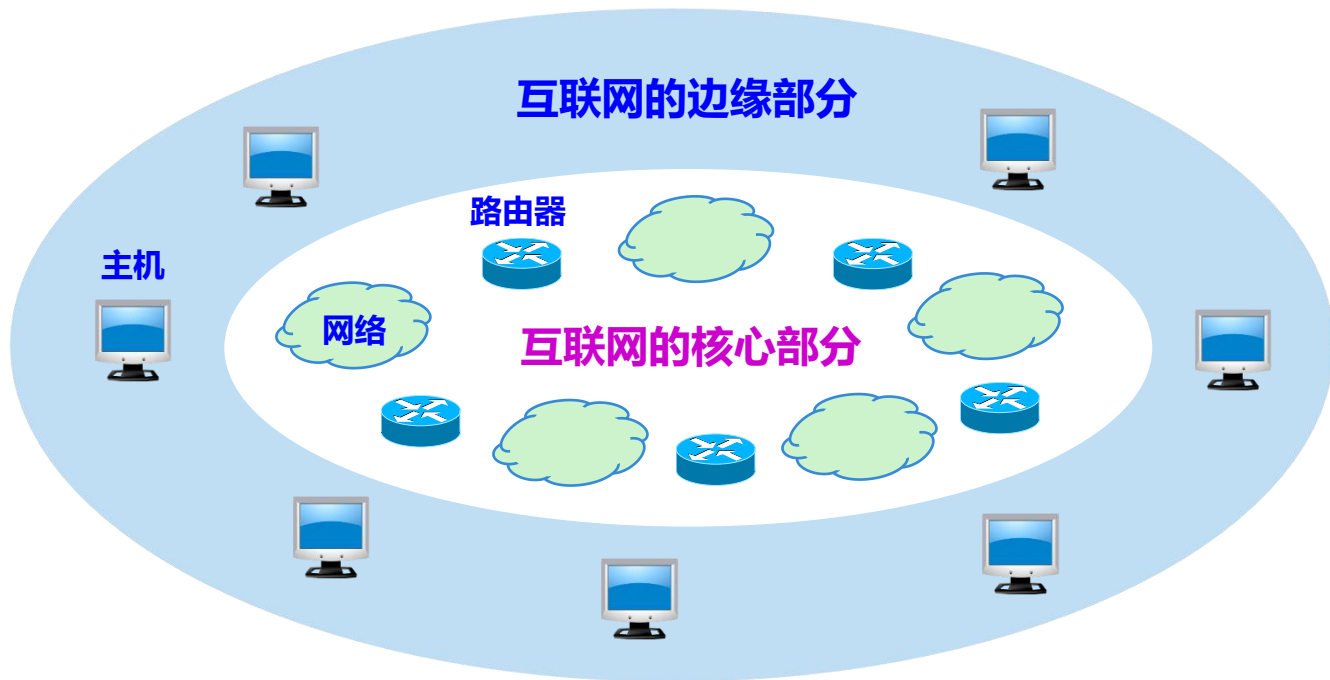 互联网的边缘部分
路由器
主机
网络
互联网的核心部分